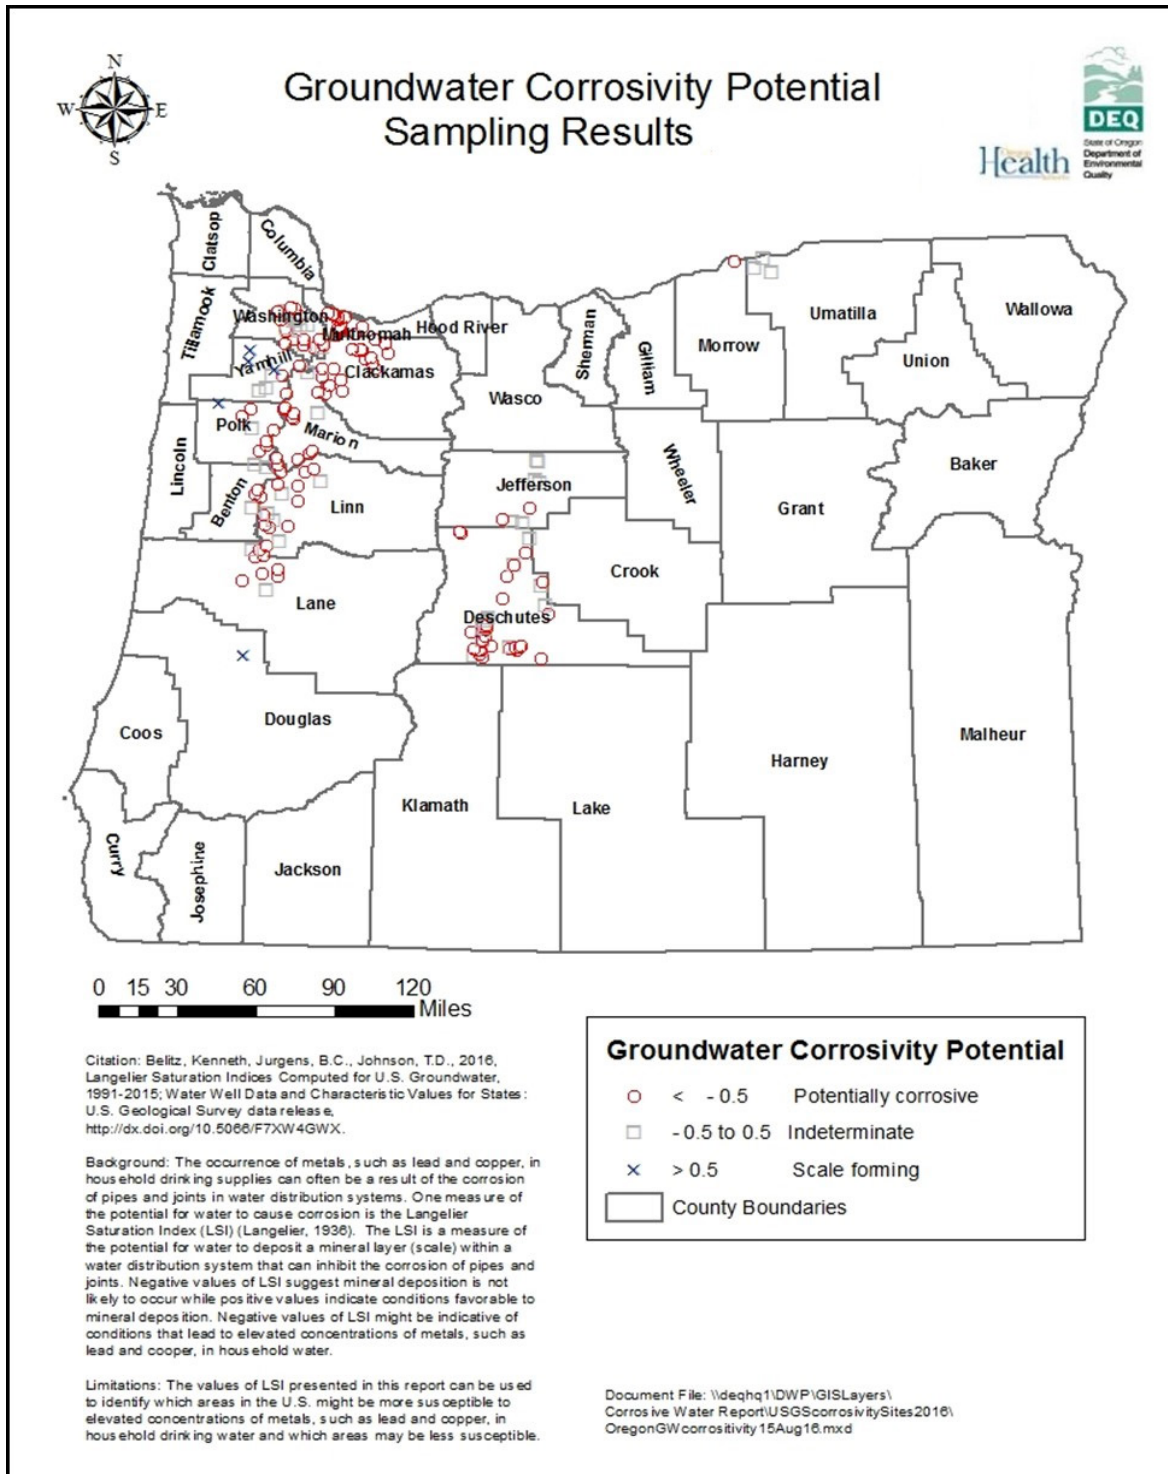 N
W
E
S
Groundwater Corrosivity Potential
Sampling Results
DEQ
State of Oregon
Department of
Environmental
Quality
Health
Clatsop
Columbia
Tillamook
Washington
Multnomah
Hood River
Yamhill
Clackamas
Wasco
Sherman
Gilliam
Morrow
Umatilla
Union
Wallowa
Polk
Marion
Lincoln
Benton
Linn
Jefferson
Wheeler
Grant
Baker
Crook
Lane
Deschutes
Douglas
Coos
Klamath
Lake
Harney
Malheur
Curry
Josephine
Jackson
0 15 30 60 90 120
Miles
Citation: Belitz, Kenneth, Jurgens, B.C., Johnson, T.D., 2016,
Langelier Saturation Indices Computed for U.S. Groundwater,
1991-2015; Water Well Data and Characteristic Values for States:
U.S. Geological Survey data release,
http://dx.doi.org/10.5066/F7XW4GWX.
Background: The occurrence of metals, such as lead and copper, in
household drinking supplies can often be a result of the corrosion
of pipes and joints in water distribution systems. One measure of
the potential for water to cause corrosion is the Langelier
Saturation Index (LSI) (Langelier, 1936). The LSI is a measure of
the potential for water to deposit a mineral layer (scale) within a
water distribution system that can inhibit the corrosion of pipes and
joints. Negative values of LSI suggest mineral deposition is not
likely to occur while positive values indicate conditions favorable to
mineral deposition. Negative values of LSI might be indicative of
conditions that lead to elevated concentrations of metals, such as
lead and cooper, in household water.
Limitations: The values of LSI presented in this report can be used
to identify which areas in the U.S. might be more susceptible to
elevated concentrations of metals, such as lead and copper, in
household drinking water and which areas may be less susceptible.
Groundwater Corrosivity Potential
< - 0.5 Potentially corrosive
- 0.5 to 0.5 Indeterminate
> 0.5 Scale forming
County Boundaries
Document File: \\deqhq1\DWP\GISLayers\
Corrosive Water Report\USGScorrosivitySites2016\
OregonGWcorrositivity15Aug16.mxd